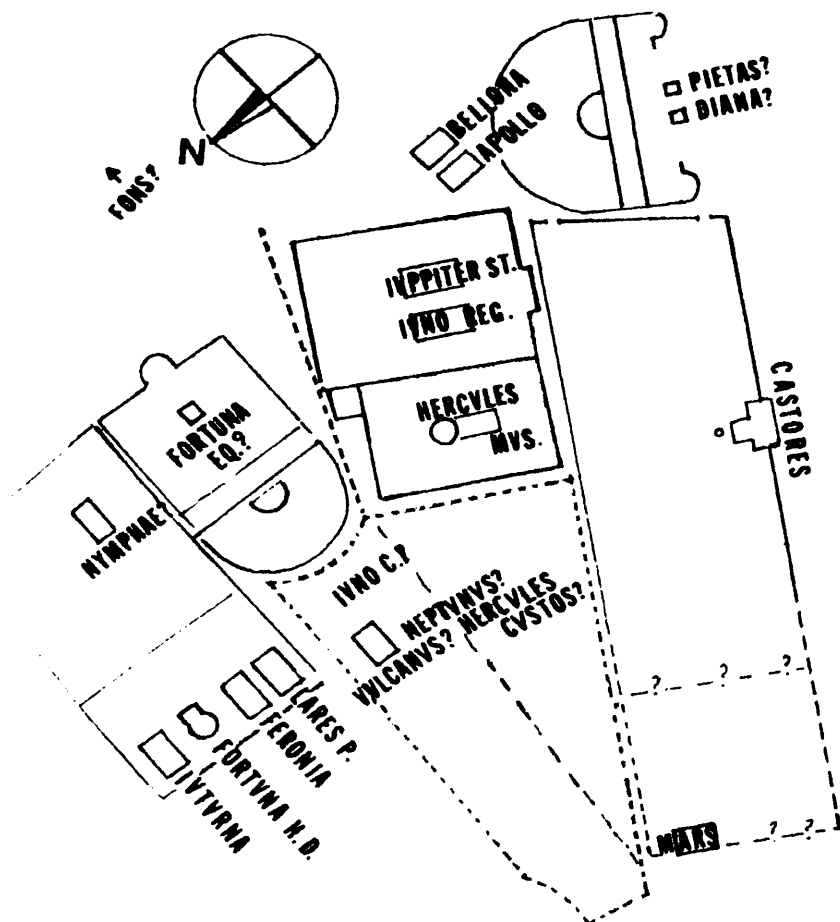 N
FONS?
BELLONA
APOLLO
PIETAS?
DIANA?
IVPPITER ST.
IVNO REG.
HERCVLES
MVS.
CASTORES
FORTUNA
EQ.?
NYMPHAE?
IVNO C.?
NEPTVNVS?
VVLCANVS? HERCVLES
CVSTOS?
LARES P.
FERONIA
FORTVNA H.D.
IVTVRNA
? ? ?
MARS
? ?